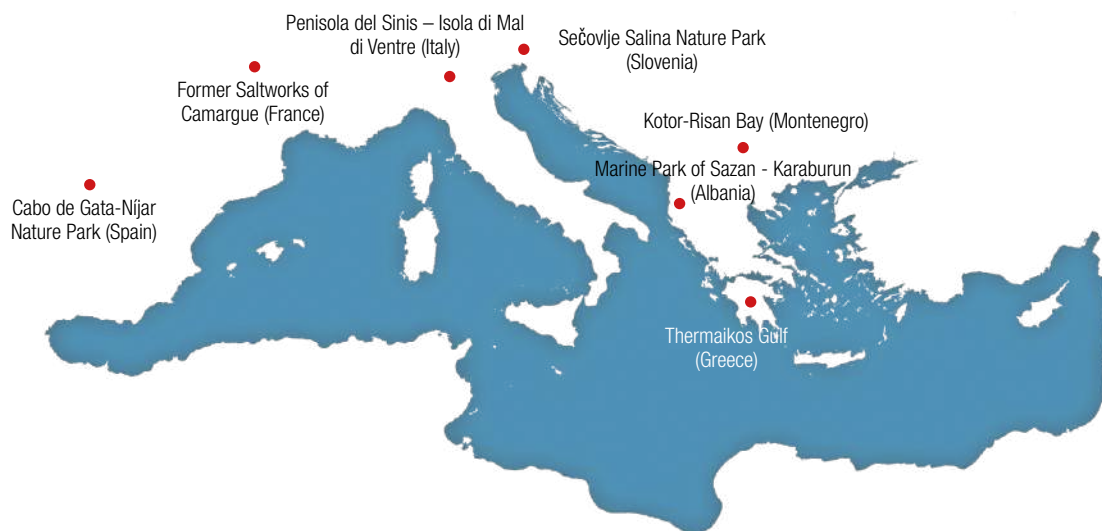 Penisola del Sinis – Isola di Mal
di Ventre (Italy)
Sečovlje Salina Nature Park
(Slovenia)
Former Saltworks of
Camargue (France)
Kotor-Risan Bay (Montenegro)
Marine Park of Sazan - Karaburun
(Albania)
Cabo de Gata-Níjar
Nature Park (Spain)
Thermaikos Gulf
(Greece)